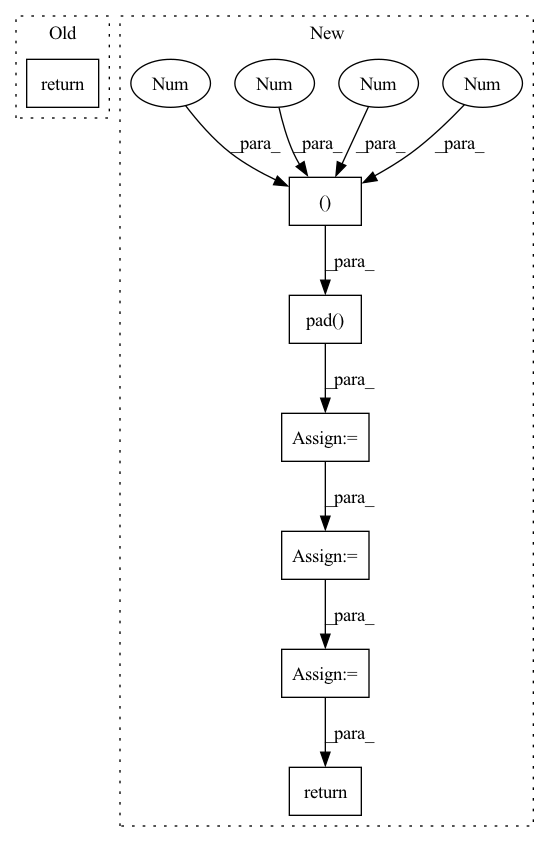 Old
New
return
Num
Num
Num
Num
_para_
_para_
_para_
_para_
()
_para_
pad()
_para_
Assign:=
_para_
Assign:=
_para_
Assign:=
_para_
return